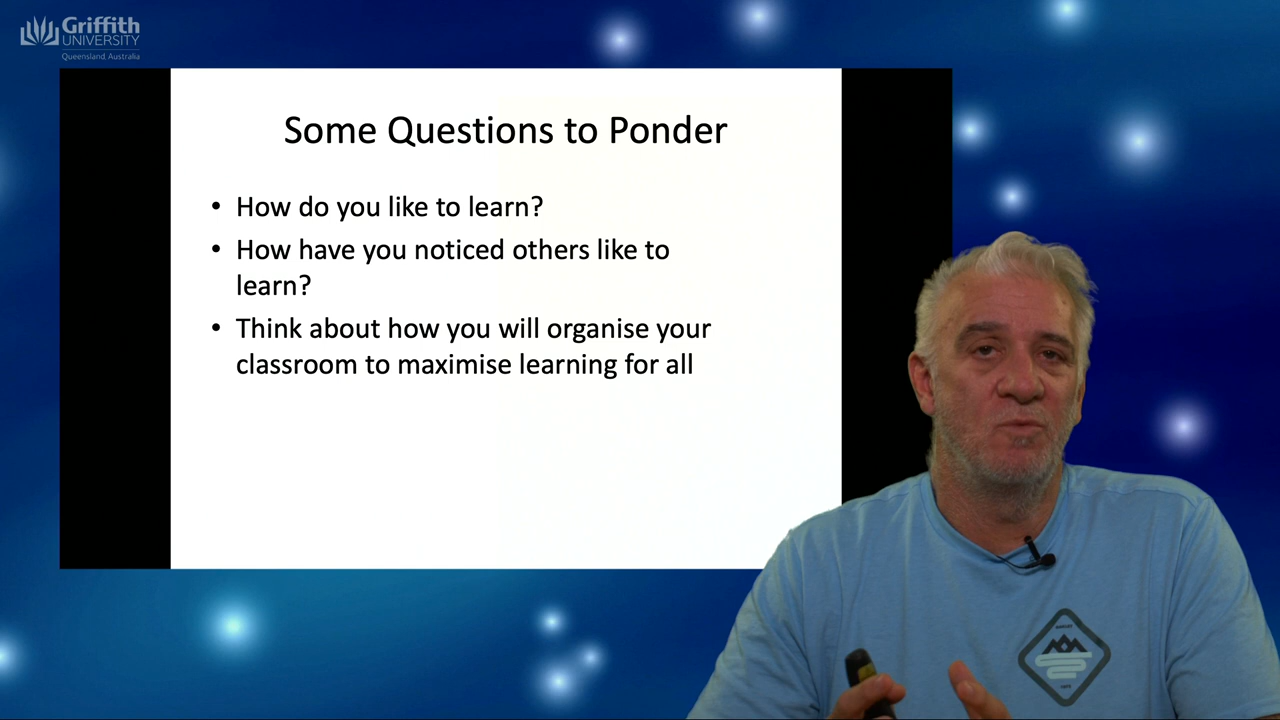 Griffith
UNIVERSITY
Queensland, Australia
Some Questions to Ponder
• How do you like to learn?
• How have you noticed others like to
learn?
• Think about how you will organise your
classroom to maximise learning for all